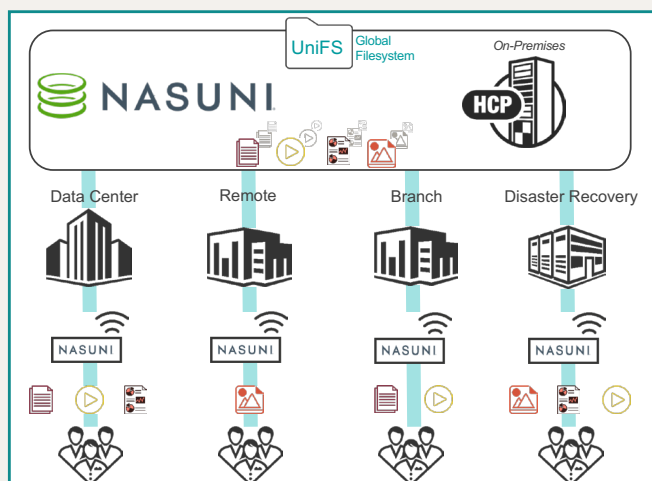 UniFS
Global
Filesystem
On-Premises
NASUNI
HCP
Data Center
Remote
Branch
Disaster Recovery
NASUNI
NASUNI
NASUNI
NASUNI